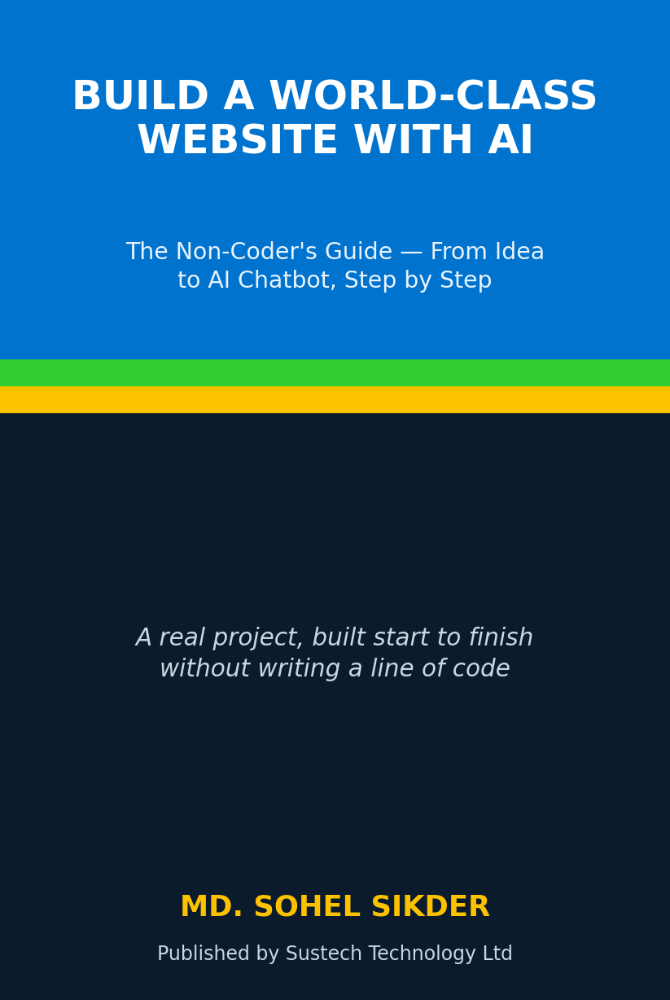 BUILD A WORLD-CLASS
WEBSITE WITH AI
The Non-Coder's Guide — From Idea
to AI Chatbot, Step by Step
A real project, built start to finish
without writing a line of code
MD. SOHEL SIKDER
Published by Sustech Technology Ltd